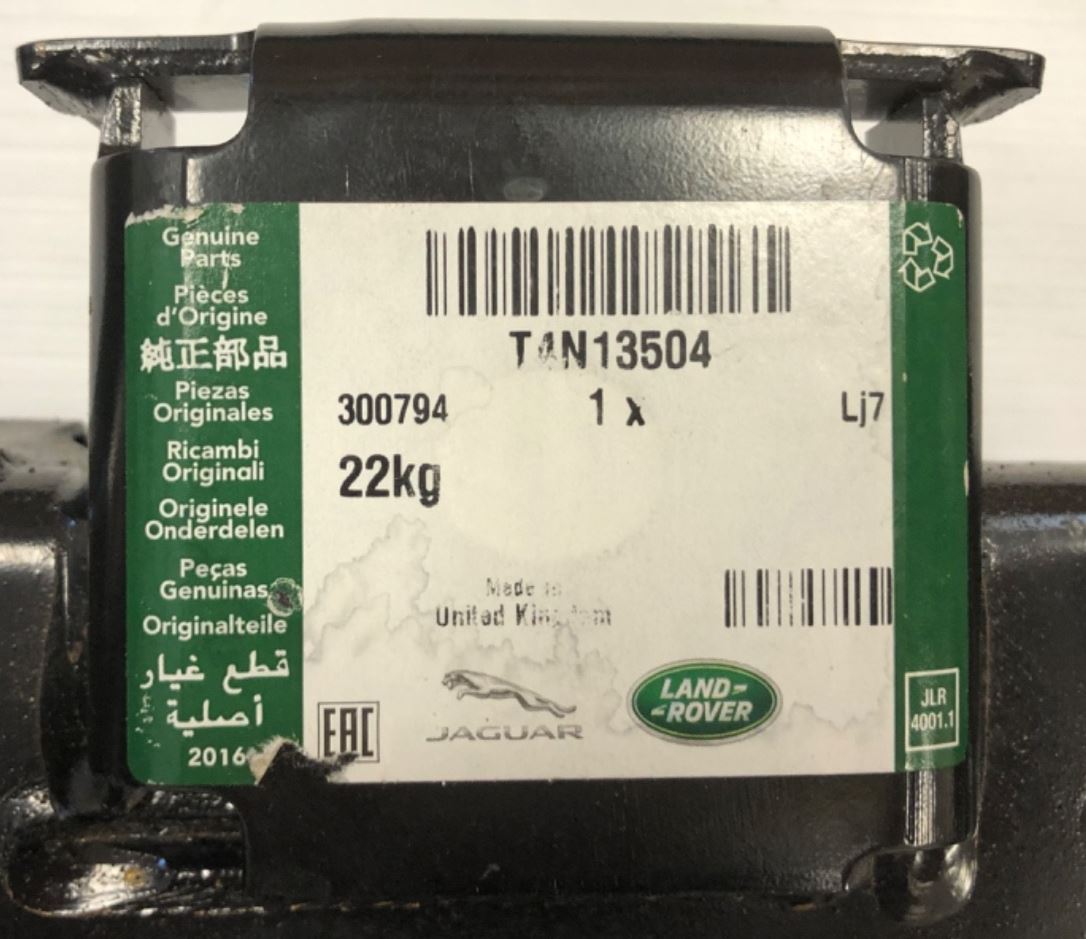 Genuine
Parts
Pièces
d'Origine
純正部品
Piezas
Originales
Ricambi
Originali
Originele
Onderdelen
Peças
Genuinas
Originalteile
قطع غيار
أصلية
2016
T4N13504
300794 1 x Lj7
22kg
Made in
United Kingdom
EAC
JAGUAR
LAND-
-ROVER
JLR
4001.1